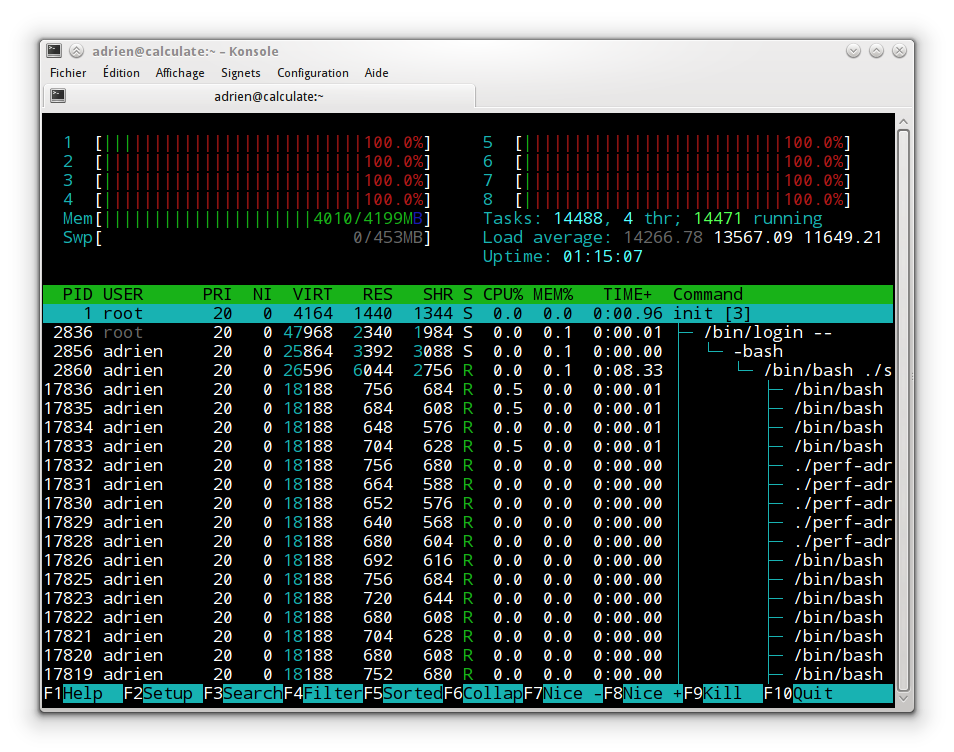 adrien@calculate:~ – Konsole
Fichier Édition Affichage Signets Configuration Aide
adrien@calculate:~
1 [||||||||||||||||||||||||||100.0%] 5 [||||||||||||||||||||||||||100.0%]
2 [||||||||||||||||||||||||||100.0%] 6 [||||||||||||||||||||||||||100.0%]
3 [||||||||||||||||||||||||||100.0%] 7 [||||||||||||||||||||||||||100.0%]
4 [||||||||||||||||||||||||||100.0%] 8 [||||||||||||||||||||||||||100.0%]
Mem[|||||||||||||||||||||4010/4199MB] Tasks: 14488, 4 thr; 14471 running
Swp[ 0/453MB] Load average: 14266.78 13567.09 11649.21
Uptime: 01:15:07
PID USER PRI NI VIRT RES SHR S CPU% MEM% TIME+ Command
1 root 20 0 4164 1440 1344 S 0.0 0.0 0:00.96 init [3]
2836 root 20 0 47968 2340 1984 S 0.0 0.1 0:00.01 ├─ /bin/login --
2856 adrien 20 0 25864 3392 3088 S 0.0 0.1 0:00.00 │ └─ -bash
2860 adrien 20 0 26596 6044 2756 R 0.0 0.1 0:08.33 │ └─ /bin/bash ./s
17836 adrien 20 0 18188 756 684 R 0.5 0.0 0:00.01 │ ├─ /bin/bash
17835 adrien 20 0 18188 684 608 R 0.5 0.0 0:00.01 │ ├─ /bin/bash
17834 adrien 20 0 18188 648 576 R 0.0 0.0 0:00.01 │ ├─ /bin/bash
17833 adrien 20 0 18188 704 628 R 0.5 0.0 0:00.01 │ ├─ /bin/bash
17832 adrien 20 0 18188 756 680 R 0.0 0.0 0:00.00 │ ├─ ./perf-adr
17831 adrien 20 0 18188 664 588 R 0.0 0.0 0:00.00 │ ├─ ./perf-adr
17830 adrien 20 0 18188 652 576 R 0.0 0.0 0:00.00 │ ├─ ./perf-adr
17829 adrien 20 0 18188 640 568 R 0.0 0.0 0:00.00 │ ├─ ./perf-adr
17828 adrien 20 0 18188 680 604 R 0.0 0.0 0:00.00 │ ├─ ./perf-adr
17826 adrien 20 0 18188 692 616 R 0.0 0.0 0:00.00 │ ├─ /bin/bash
17825 adrien 20 0 18188 756 684 R 0.0 0.0 0:00.00 │ ├─ /bin/bash
17823 adrien 20 0 18188 720 644 R 0.0 0.0 0:00.00 │ ├─ /bin/bash
17822 adrien 20 0 18188 680 608 R 0.0 0.0 0:00.00 │ ├─ /bin/bash
17821 adrien 20 0 18188 704 628 R 0.0 0.0 0:00.00 │ ├─ /bin/bash
17820 adrien 20 0 18188 680 608 R 0.0 0.0 0:00.00 │ ├─ /bin/bash
17819 adrien 20 0 18188 752 680 R 0.0 0.0 0:00.00 │ ├─ /bin/bash
F1Help F2Setup F3SearchF4FilterF5SortedF6CollapF7Nice -F8Nice +F9Kill F10Quit